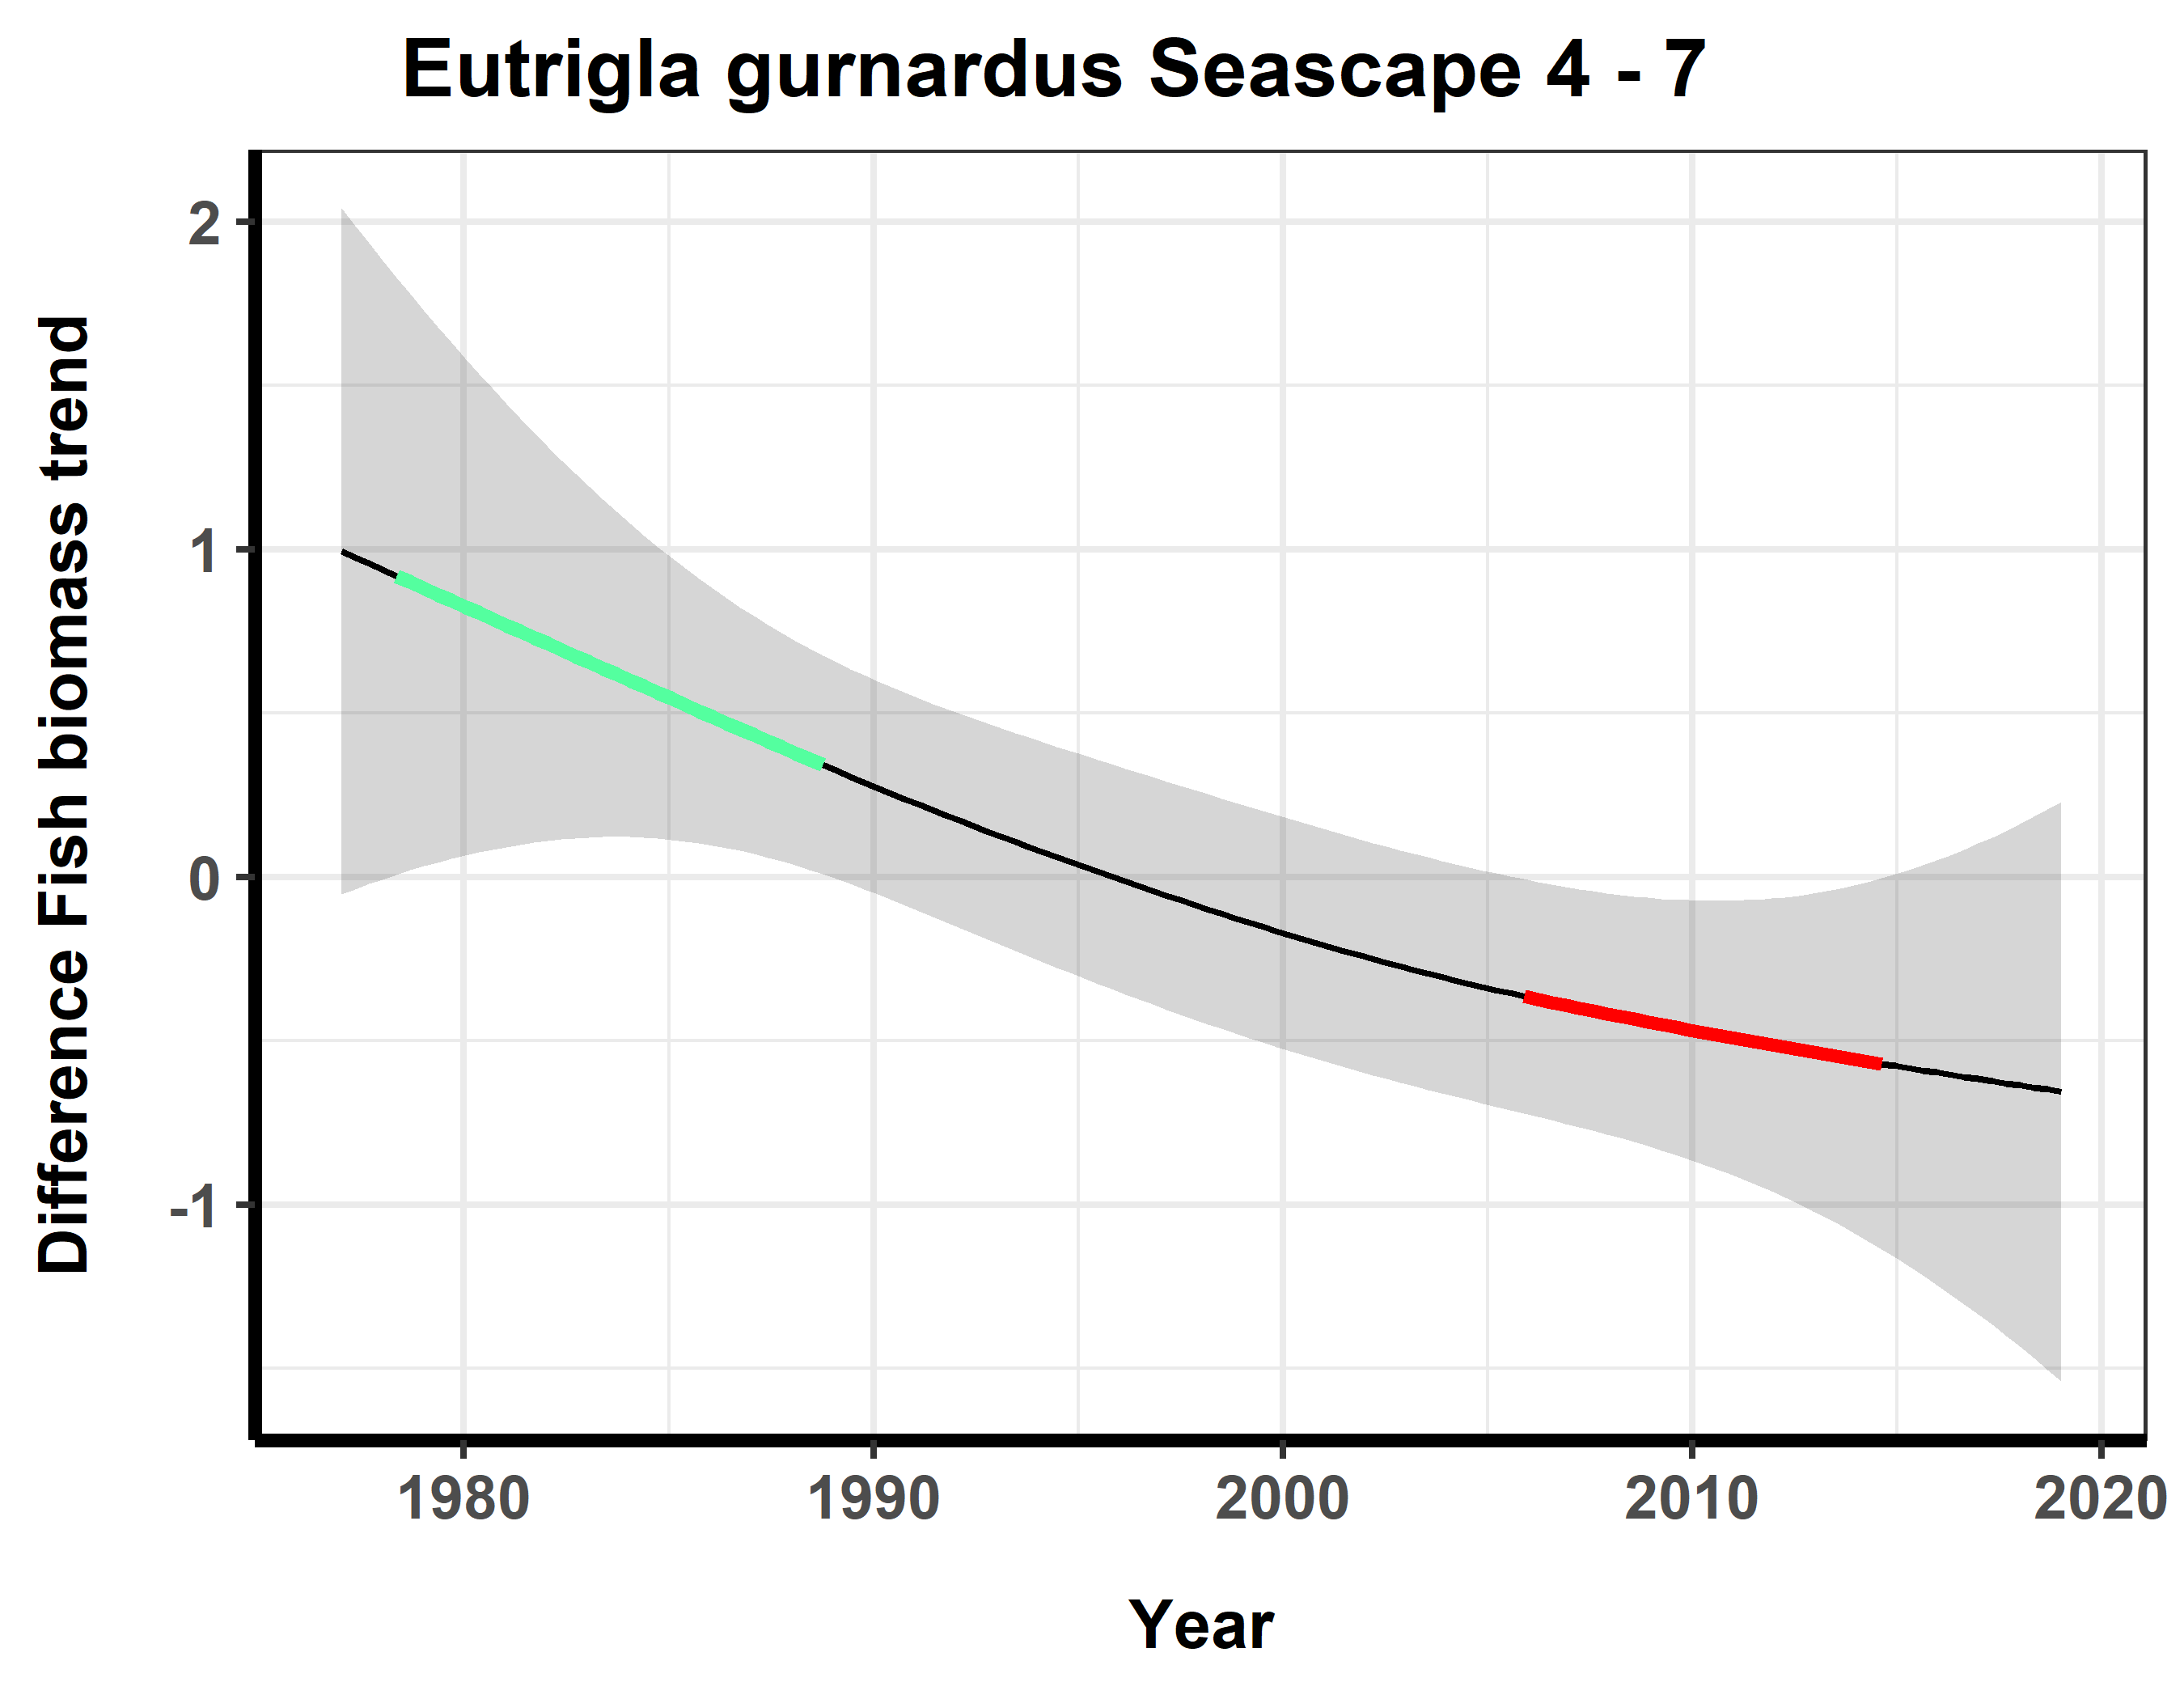 Eutrigla gurnardus Seascape 4 - 7
Difference Fish biomass trend
2
1
0
-1
1980 1990 2000 2010 2020
Year